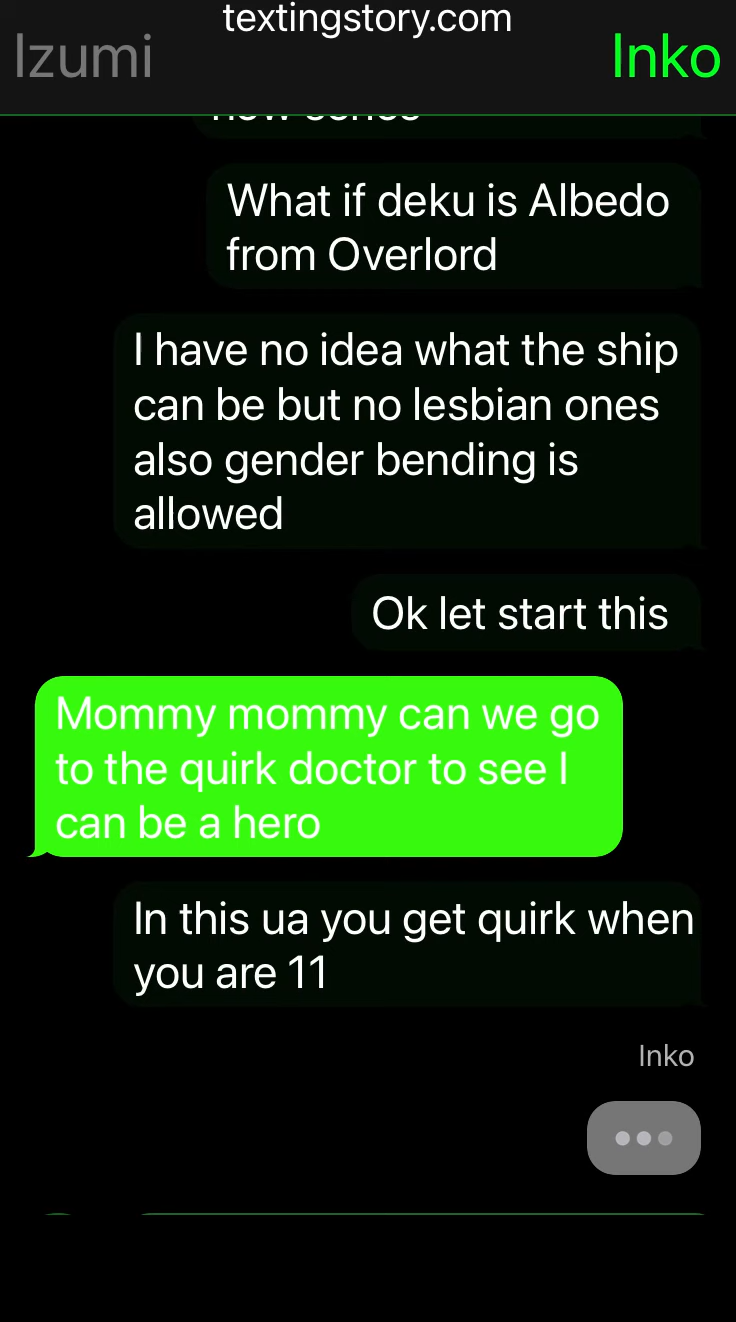 textingstory.com
Izumi
Inko
new series
What if deku is Albedo
from Overlord
I have no idea what the ship
can be but no lesbian ones
also gender bending is
allowed
Ok let start this
Mommy mommy can we go
to the quirk doctor to see I
can be a hero
In this ua you get quirk when
you are 11
Inko